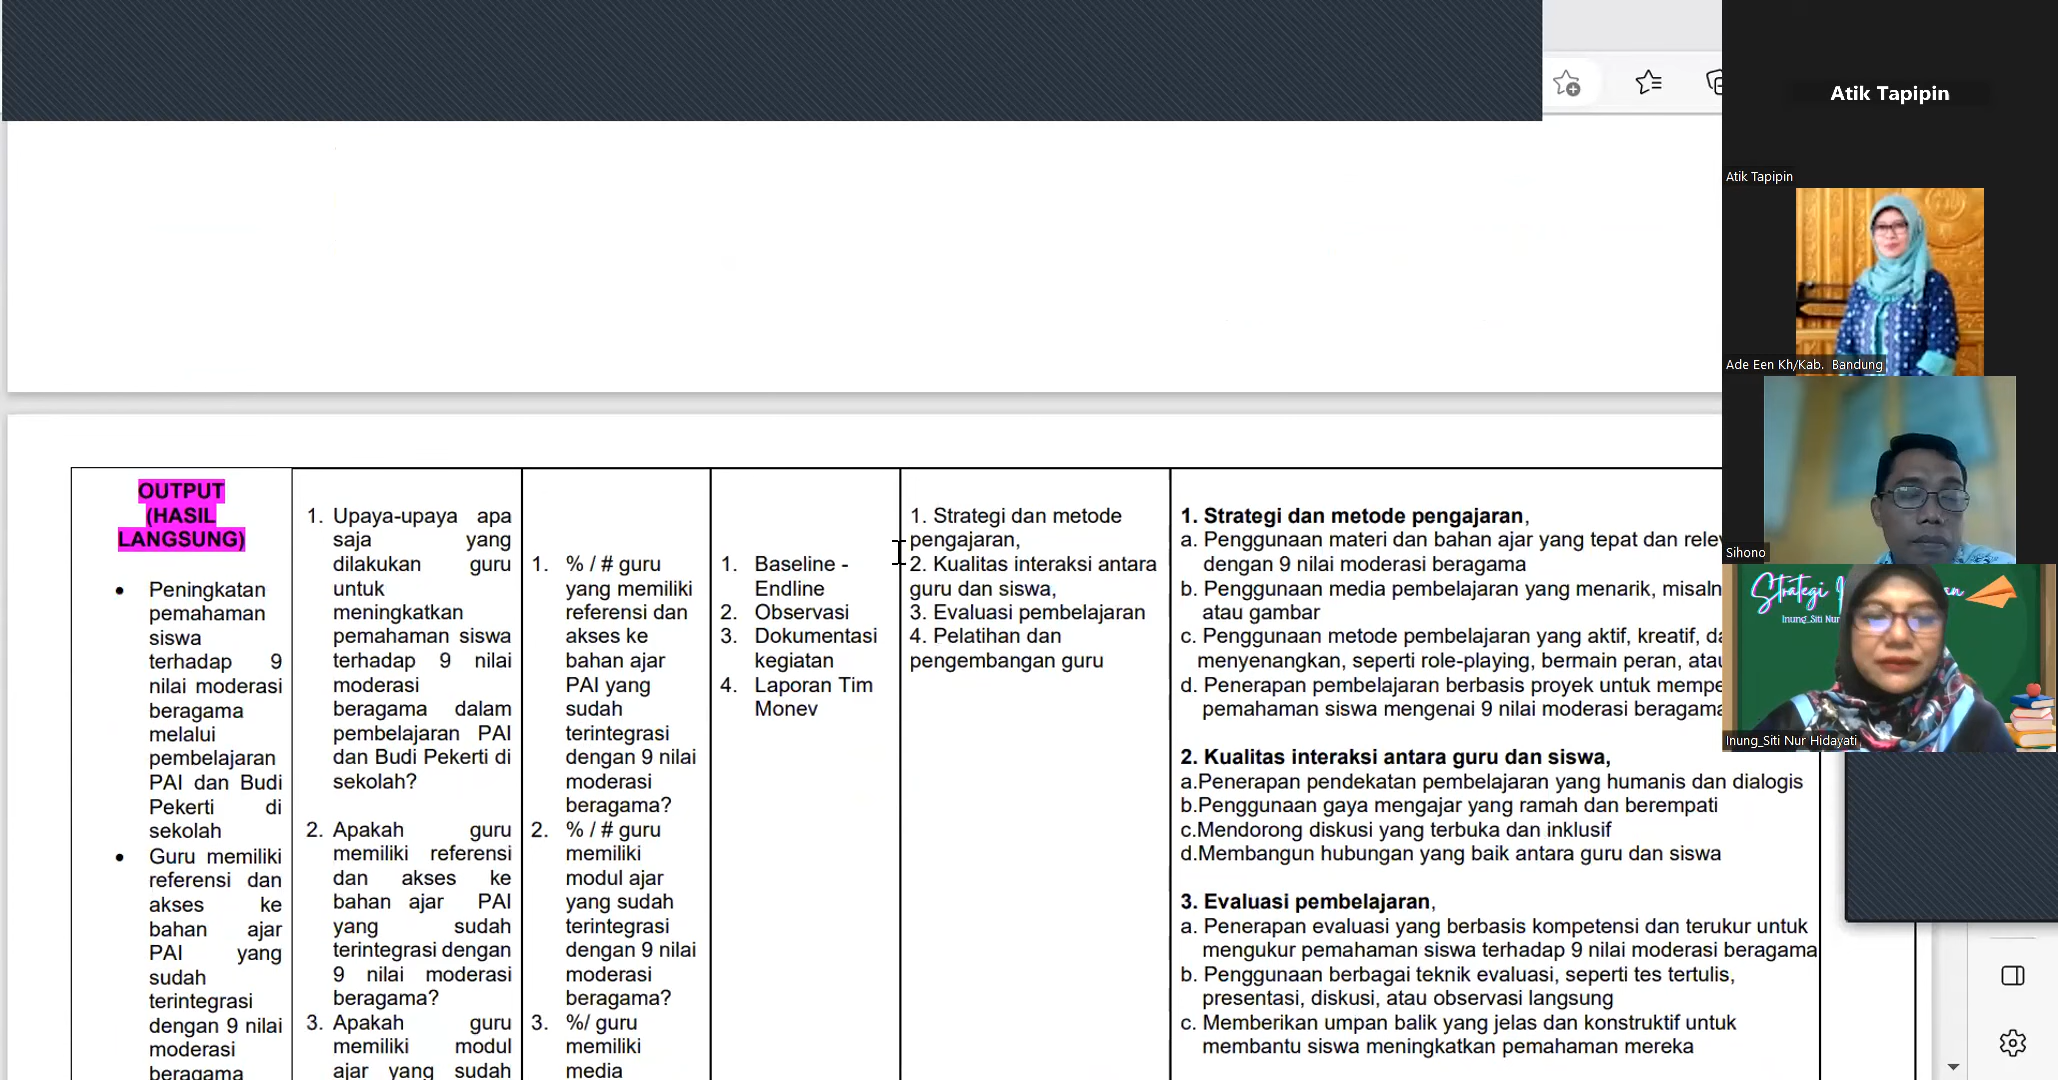 OUTPUT
(HASIL
LANGSUNG)
Peningkatan
pemahaman
siswa
terhadap 9
nilai moderasi
beragama
melalui
pembelajaran
PAI dan Budi
Pekerti di
sekolah
Guru memiliki
referensi dan
akses ke
bahan ajar
PAI yang
sudah
terintegrasi
dengan 9 nilai
moderasi
beragama
1. Upaya-upaya apa
saja yang
dilakukan guru
untuk
meningkatkan
pemahaman siswa
terhadap 9 nilai
moderasi
beragama dalam
pembelajaran PAI
dan Budi Pekerti di
sekolah?
2. Apakah guru
memiliki referensi
dan akses ke
bahan ajar PAI
yang sudah
terintegrasi dengan
9 nilai moderasi
beragama?
3. Apakah guru
memiliki modul
ajar yang sudah
1. % / # guru
yang memiliki
referensi dan
akses ke
bahan ajar
PAI yang
sudah
terintegrasi
dengan 9 nilai
moderasi
beragama?
2. % / # guru
memiliki
modul ajar
yang sudah
terintegrasi
dengan 9 nilai
moderasi
beragama?
3. %/ guru
memiliki
media
1. Baseline -
Endline
2. Observasi
3. Dokumentasi
kegiatan
4. Laporan Tim
Monev
1. Strategi dan metode
pengajaran,
2. Kualitas interaksi antara
guru dan siswa,
3. Evaluasi pembelajaran
4. Pelatihan dan
pengembangan guru
1. Strategi dan metode pengajaran,
a. Penggunaan materi dan bahan ajar yang tepat dan relev
dengan 9 nilai moderasi beragama
b. Penggunaan media pembelajaran yang menarik, misaln
atau gambar
c. Penggunaan metode pembelajaran yang aktif, kreatif, da
menyenangkan, seperti role-playing, bermain peran, atau
d. Penerapan pembelajaran berbasis proyek untuk mempe
pemahaman siswa mengenai 9 nilai moderasi beragama
2. Kualitas interaksi antara guru dan siswa,
a.Penerapan pendekatan pembelajaran yang humanis dan dialogis
b.Penggunaan gaya mengajar yang ramah dan berempati
c.Mendorong diskusi yang terbuka dan inklusif
d.Membangun hubungan yang baik antara guru dan siswa
3. Evaluasi pembelajaran,
a. Penerapan evaluasi yang berbasis kompetensi dan terukur untuk
mengukur pemahaman siswa terhadap 9 nilai moderasi beragama
b. Penggunaan berbagai teknik evaluasi, seperti tes tertulis,
presentasi, diskusi, atau observasi langsung
c. Memberikan umpan balik yang jelas dan konstruktif untuk
membantu siswa meningkatkan pemahaman mereka
Atik Tapipin
Atik Tapipin
Ade Een Kh/Kab. Bandung
Sihono
Strategi
an
Inung_Siti Nur
Inung_Siti Nur Hidayati